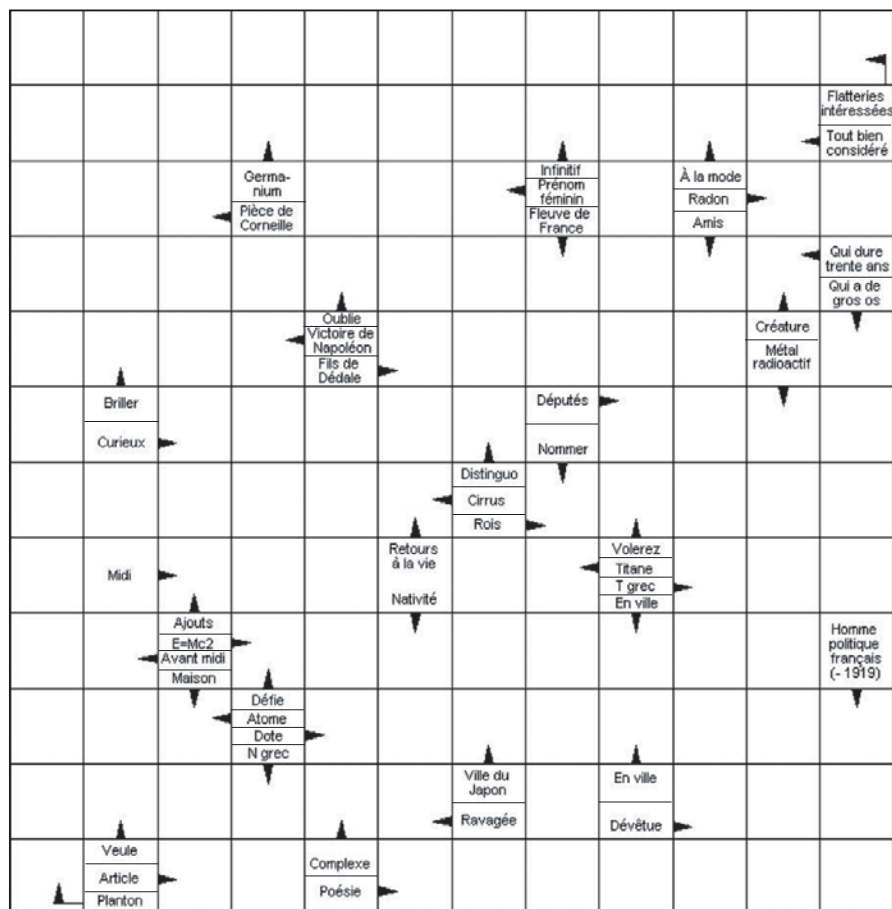 Flatteries
intéressées
Tout bien
considéré
Germa-
nium
Pièce de
Corneille
Infinitif
Prénom
féminin
Fleuve de
France
À la mode
Radon
Amis
Qui dure
trente ans
Qui a de
gros os
Oublie
Victoire de
Napoléon
Fils de
Dédale
Créature
Métal
radioactif
Briller
Curieux
Députés
Nommer
Distinguo
Cirrus
Rois
Midi
Retours
à la vie
Nativité
Volerez
Titane
T grec
En ville
Ajouts
E=Mc2
Avant midi
Maison
Homme
politique
français
(- 1919)
Défie
Atome
Dote
N grec
Ville du
Japon
Ravagée
En ville
Dévêtue
Veule
Article
Planton
Complexe
Poésie